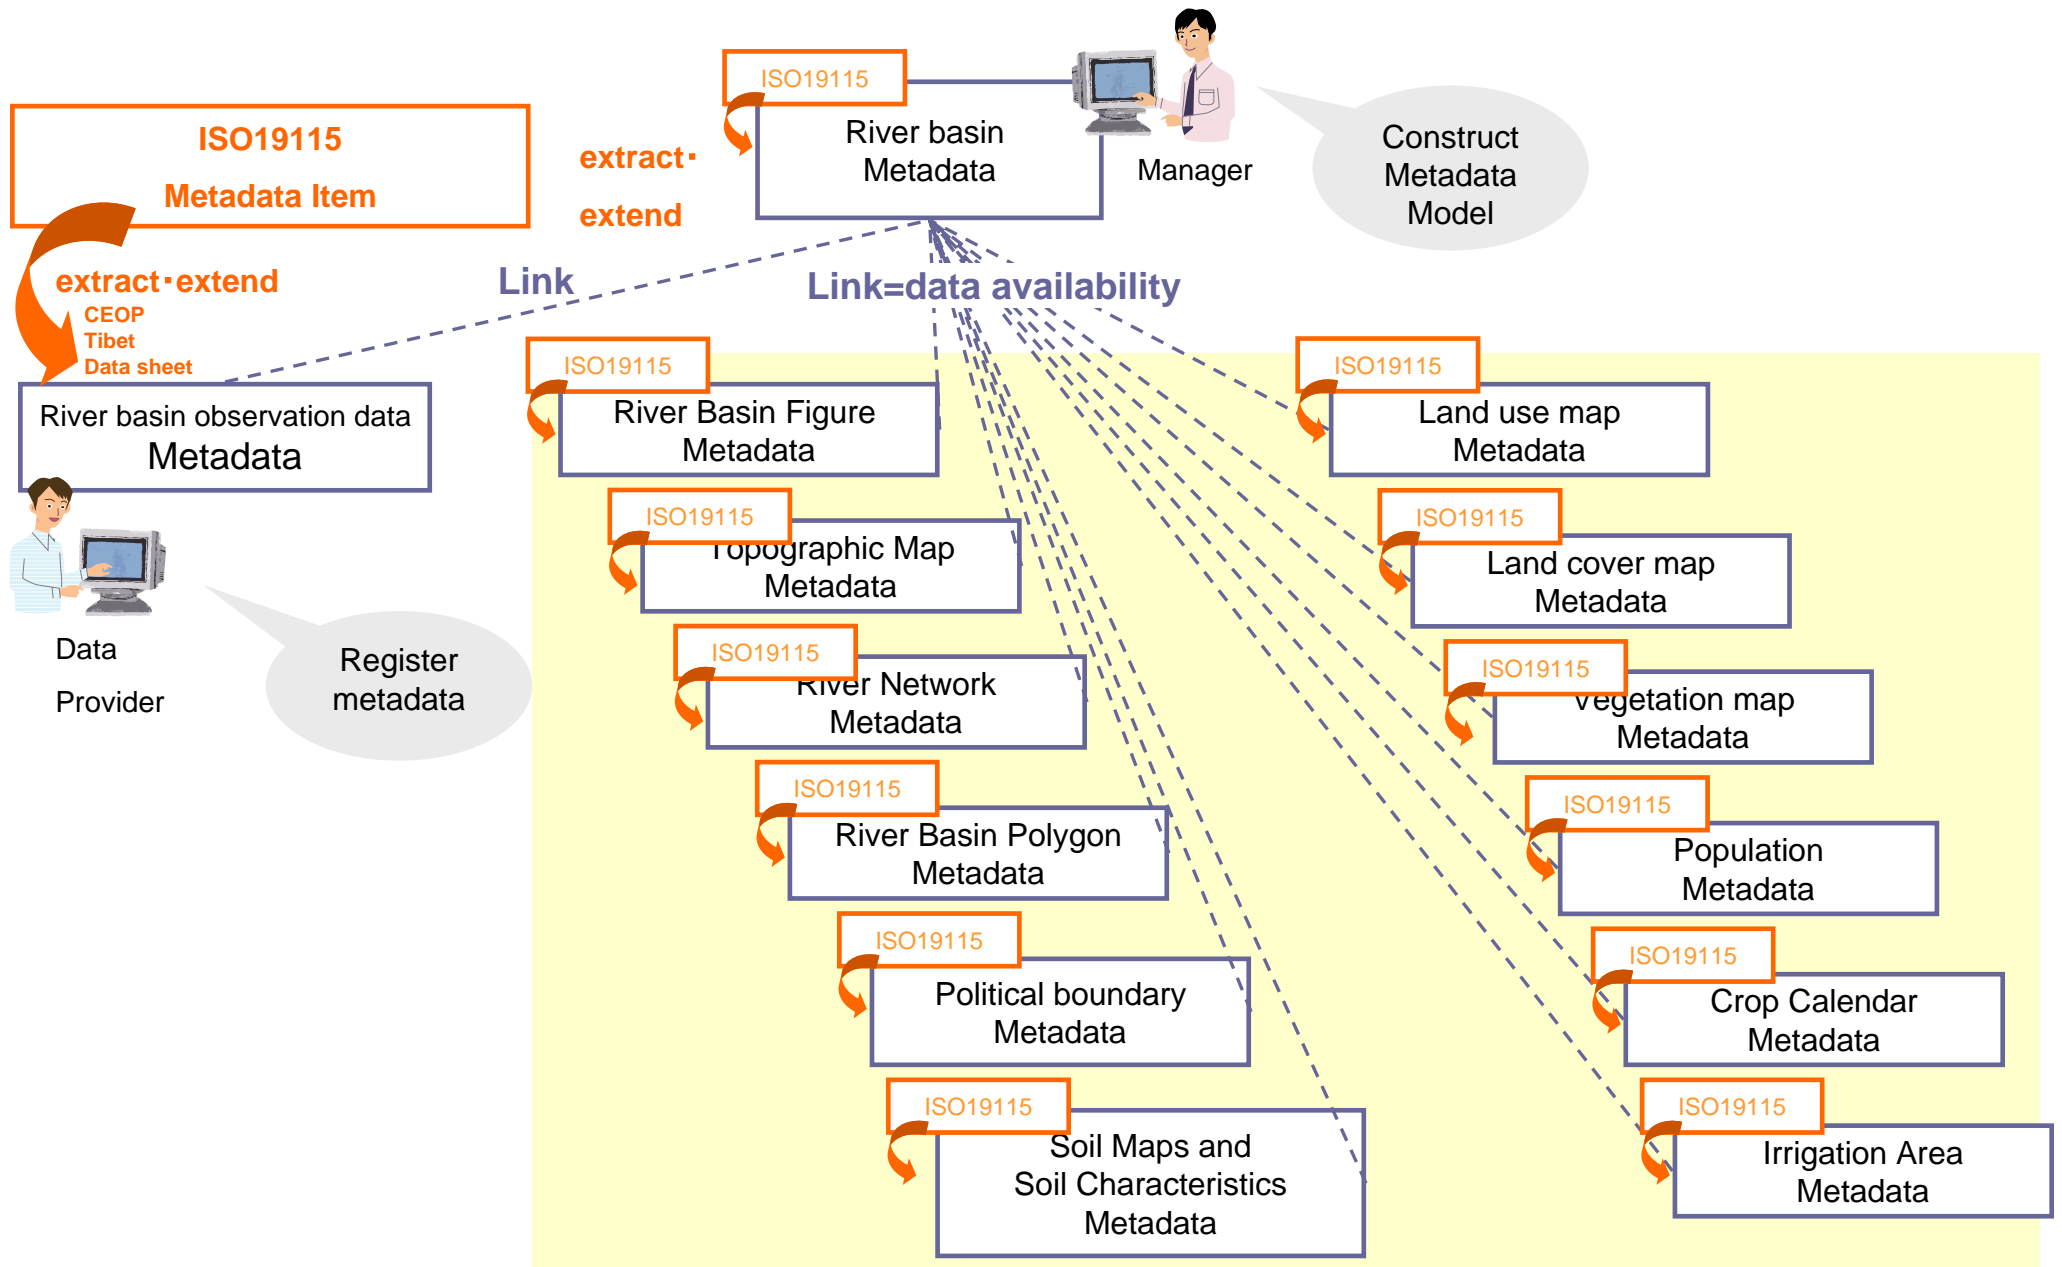 ISO19115
River basin
Metadata
Manager
Construct
Metadata
Model
ISO19115
Metadata Item
extract・
extend
extract・extend
CEOP
Tibet
Data sheet
Link
Link=data availability
River basin observation data
Metadata
Data
Provider
Register
metadata
ISO19115
River Basin Figure
Metadata
ISO19115
Topographic Map
Metadata
ISO19115
River Network
Metadata
ISO19115
River Basin Polygon
Metadata
ISO19115
Political boundary
Metadata
ISO19115
Soil Maps and
Soil Characteristics
Metadata
ISO19115
Land use map
Metadata
ISO19115
Land cover map
Metadata
ISO19115
Vegetation map
Metadata
ISO19115
Population
Metadata
ISO19115
Crop Calendar
Metadata
ISO19115
Irrigation Area
Metadata